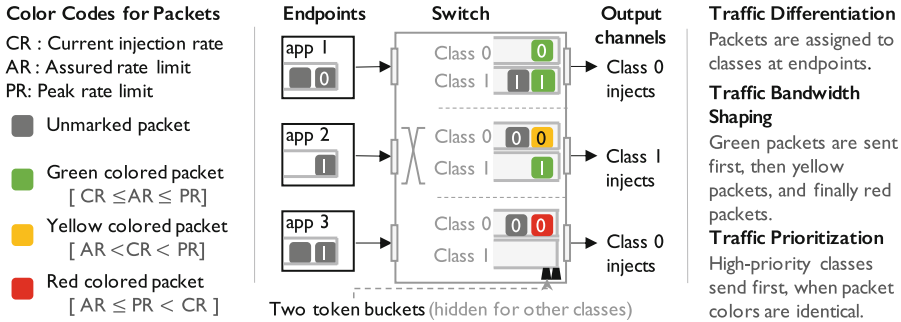 Color Codes for Packets
CR : Current injection rate
AR : Assured rate limit
PR: Peak rate limit
Unmarked packet
Green colored packet
[ CR ≤AR ≤ PR]
Yellow colored packet
[ AR <CR < PR]
Red colored packet
[ AR ≤ PR < CR ]
Endpoints
app 1
0
app 2
1
app 3
1
Switch
Class 0
0
Class 1
1 1
Class 0
0 0
Class 1
1
Class 0
0 0
Class 1
Two token buckets (hidden for other classes)
Output
channels
Class 0
injects
Class 1
injects
Class 0
injects
Traffic Differentiation
Packets are assigned to
classes at endpoints.
Traffic Bandwidth
Shaping
Green packets are sent
first, then yellow
packets, and finally red
packets.
Traffic Prioritization
High-priority classes
send first, when packet
colors are identical.